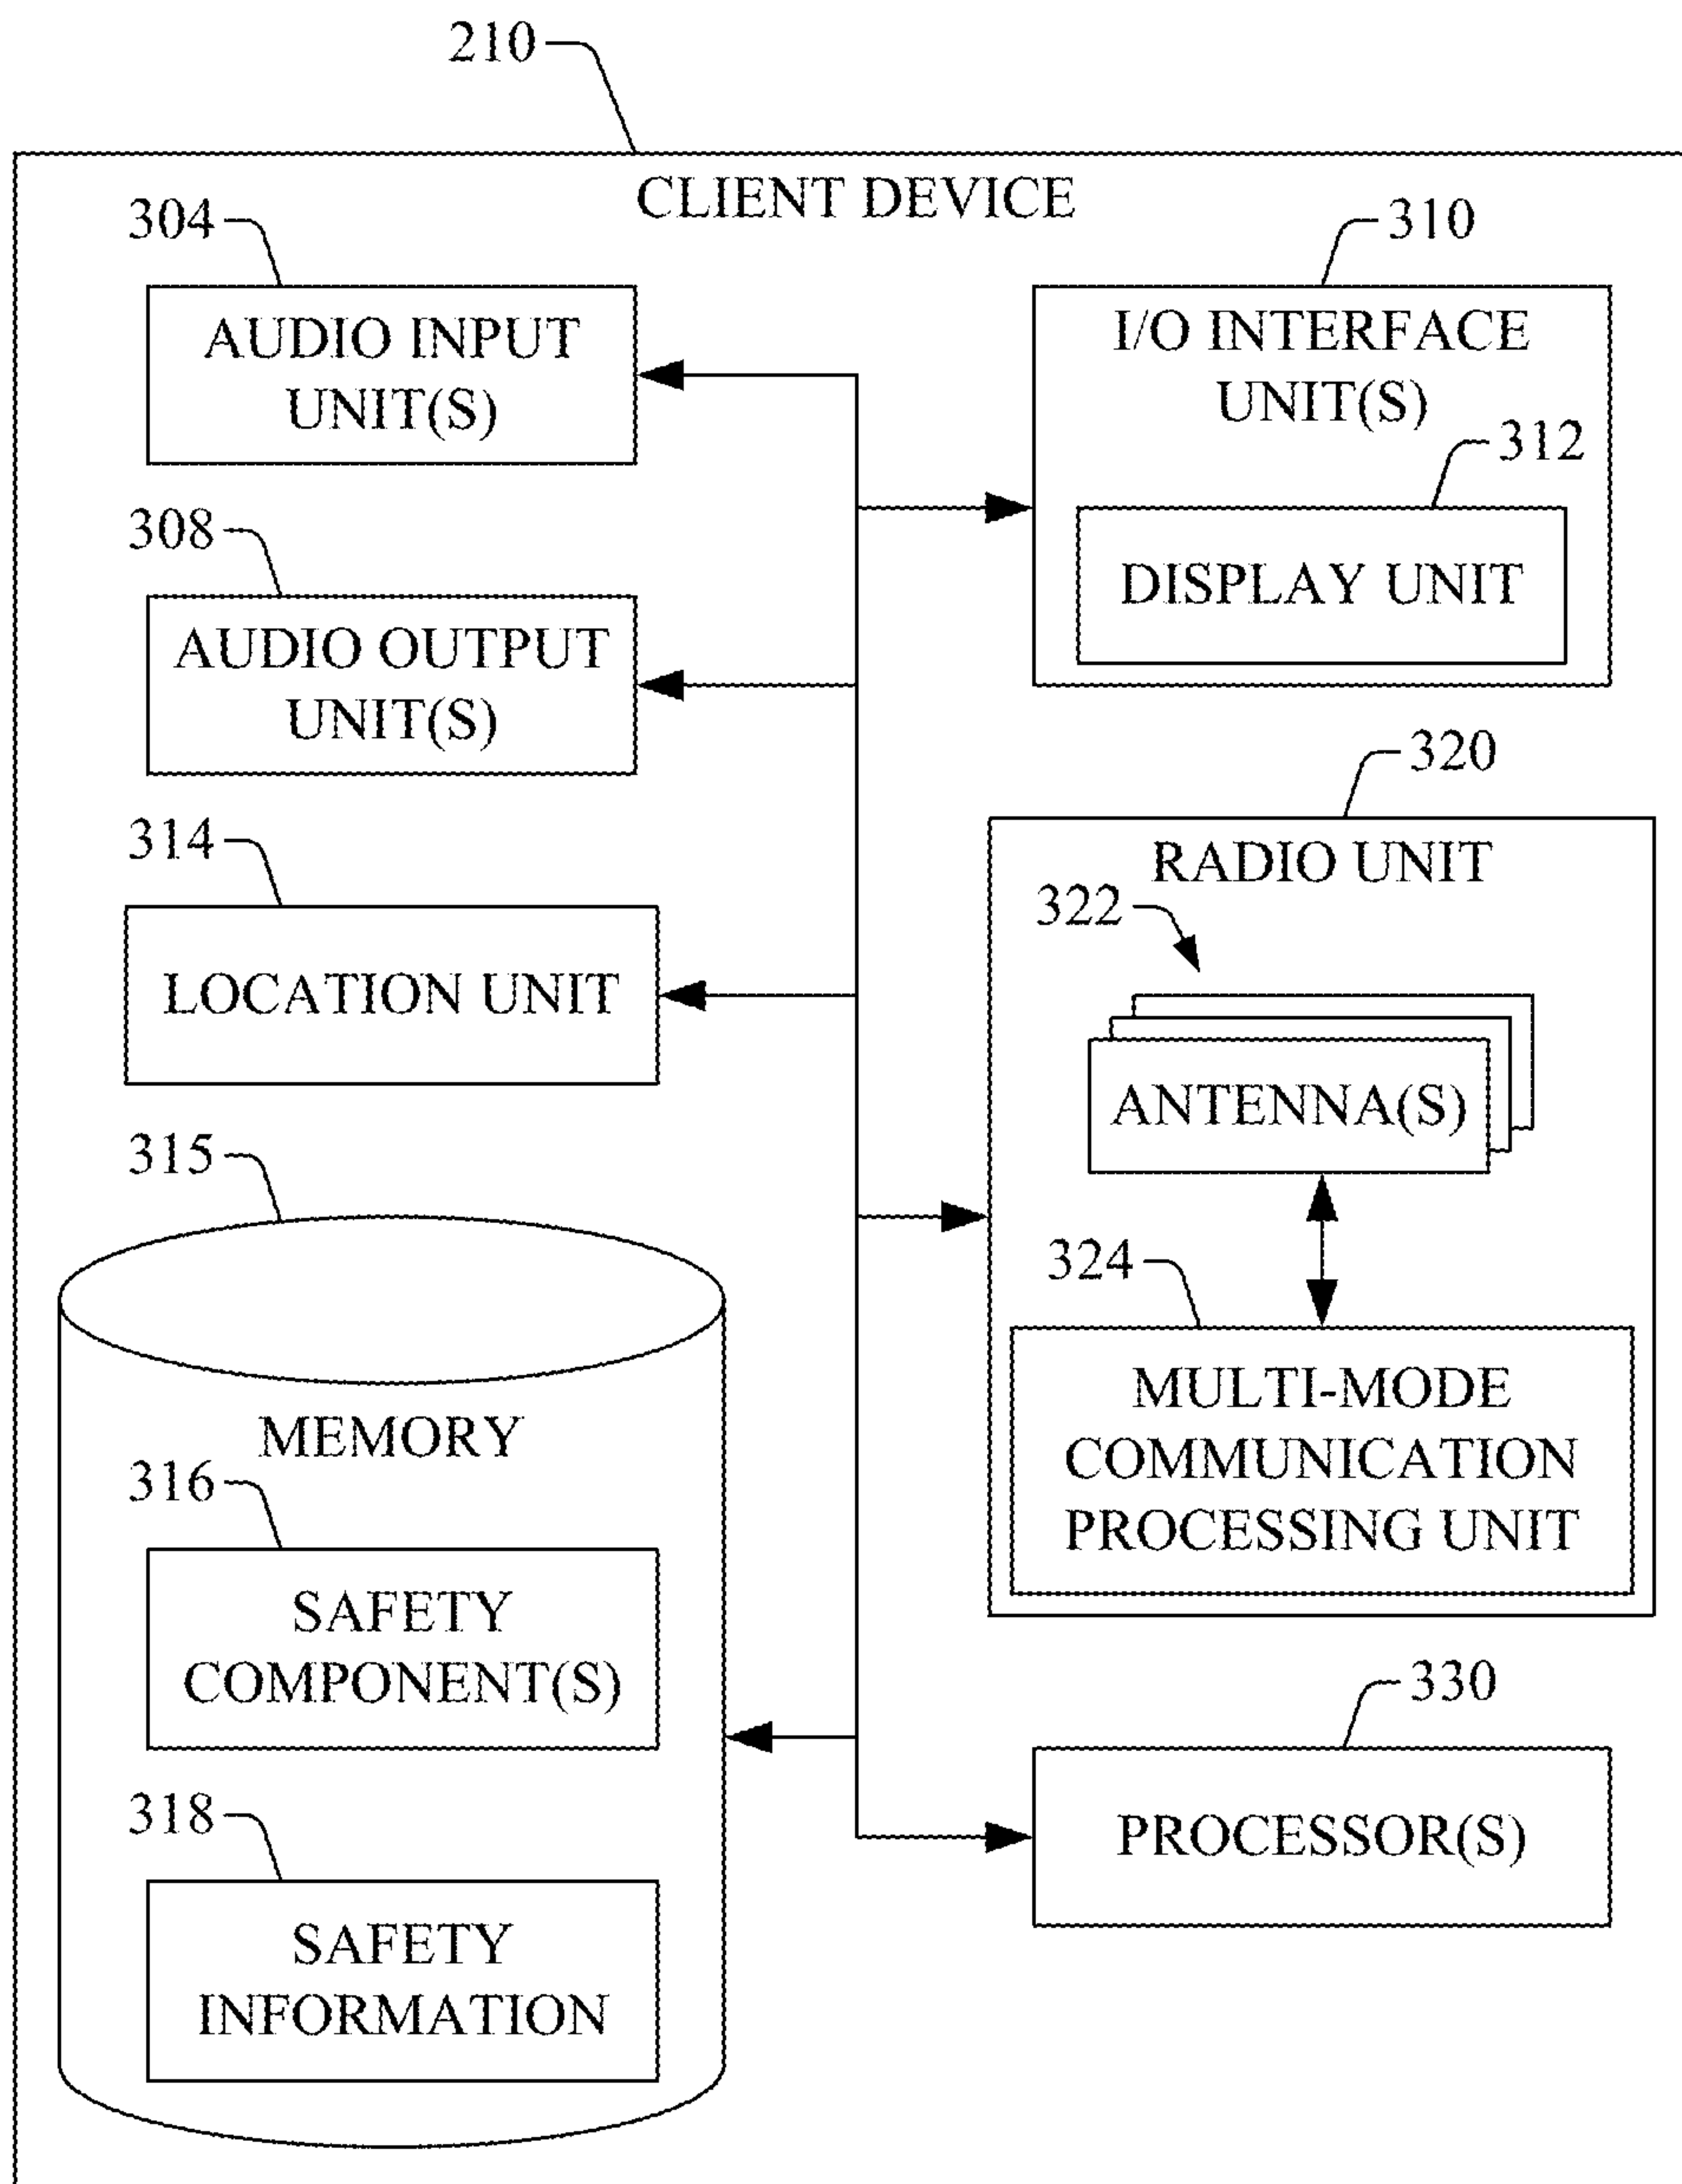 210
CLIENT DEVICE
304
AUDIO INPUT
UNIT(S)
310
I/O INTERFACE
UNIT(S)
312
DISPLAY UNIT
308
AUDIO OUTPUT
UNIT(S)
314
LOCATION UNIT
320
RADIO UNIT
322
ANTENNA(S)
324
MULTI-MODE
COMMUNICATION
PROCESSING UNIT
315
MEMORY
316
SAFETY
COMPONENT(S)
318
SAFETY
INFORMATION
330
PROCESSOR(S)